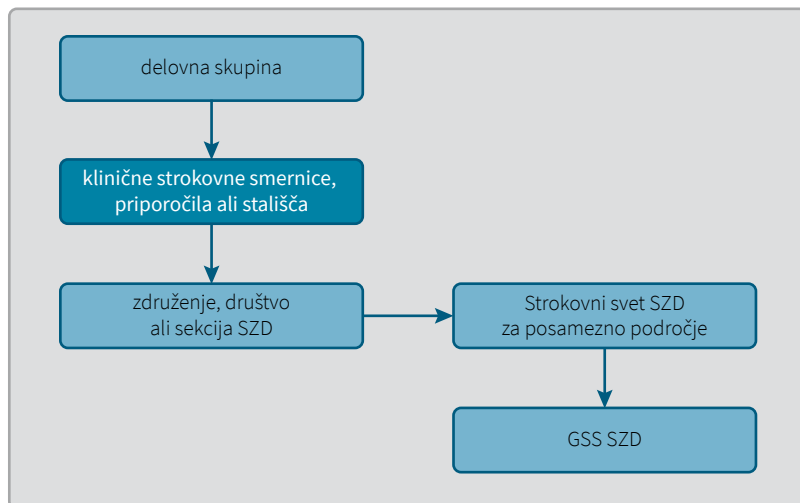 delovna skupina
klinične strokovne smernice,
priporočila ali stališča
združenje, društvo
ali sekcija SZD
Strokovni svet SZD
za posamezno področje
GSS SZD